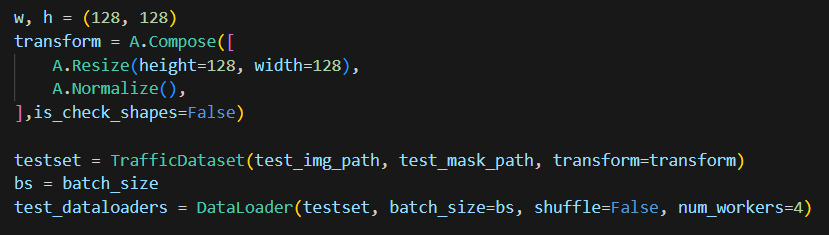 w, h = (128, 128)
transform = A.Compose([
    A.Resize(height=128, width=128),
    A.Normalize(),
],is_check_shapes=False)

testset = TrafficDataset(test_img_path, test_mask_path, transform=transform)
bs = batch_size
test_dataloaders = DataLoader(testset, batch_size=bs, shuffle=False, num_workers=4)